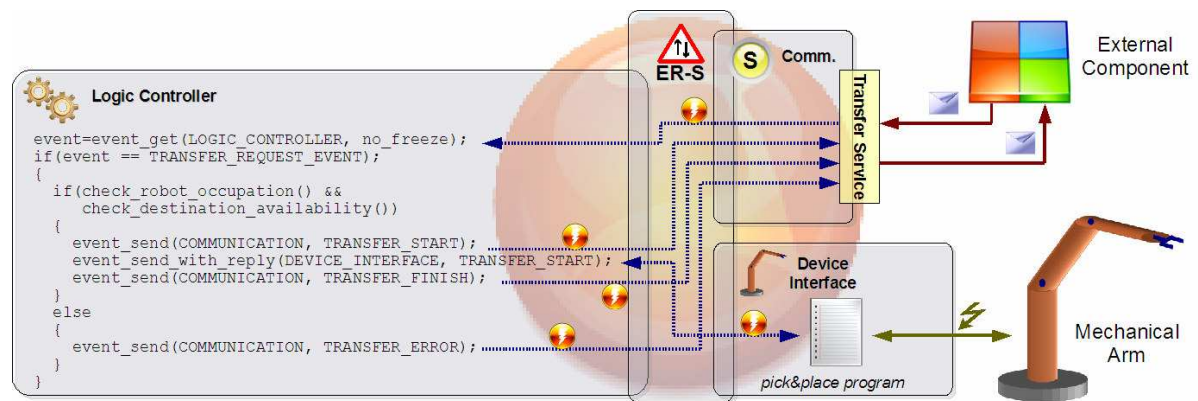 ER-S
S
Comm.
Transfer Service
External
Component
Logic Controller
event=event_get(LOGIC_CONTROLLER, no_freeze);
if(event == TRANSFER_REQUEST_EVENT);
{
if(check_robot_occupation() &&
check_destination_availability())
{
event_send(COMMUNICATION, TRANSFER_START);
event_send_with_reply(DEVICE_INTERFACE, TRANSFER_START);
event_send(COMMUNICATION, TRANSFER_FINISH);
}
else
{
event_send(COMMUNICATION, TRANSFER_ERROR);
}
}
Device
Interface
pick&place program
Mechanical
Arm